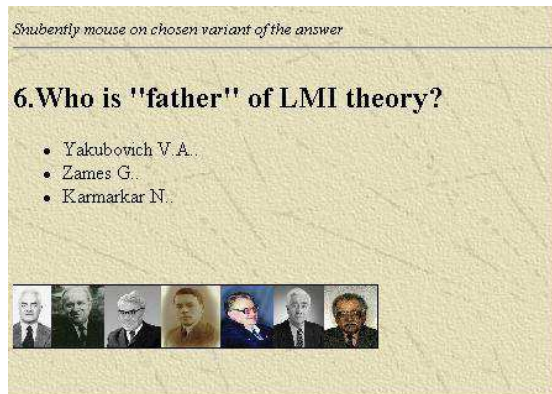 Snubently mouse on chosen variant of the answer
6.Who is "father" of LMI theory?
• Yakubovich V.A..
• Zames G..
• Karmarkar N..